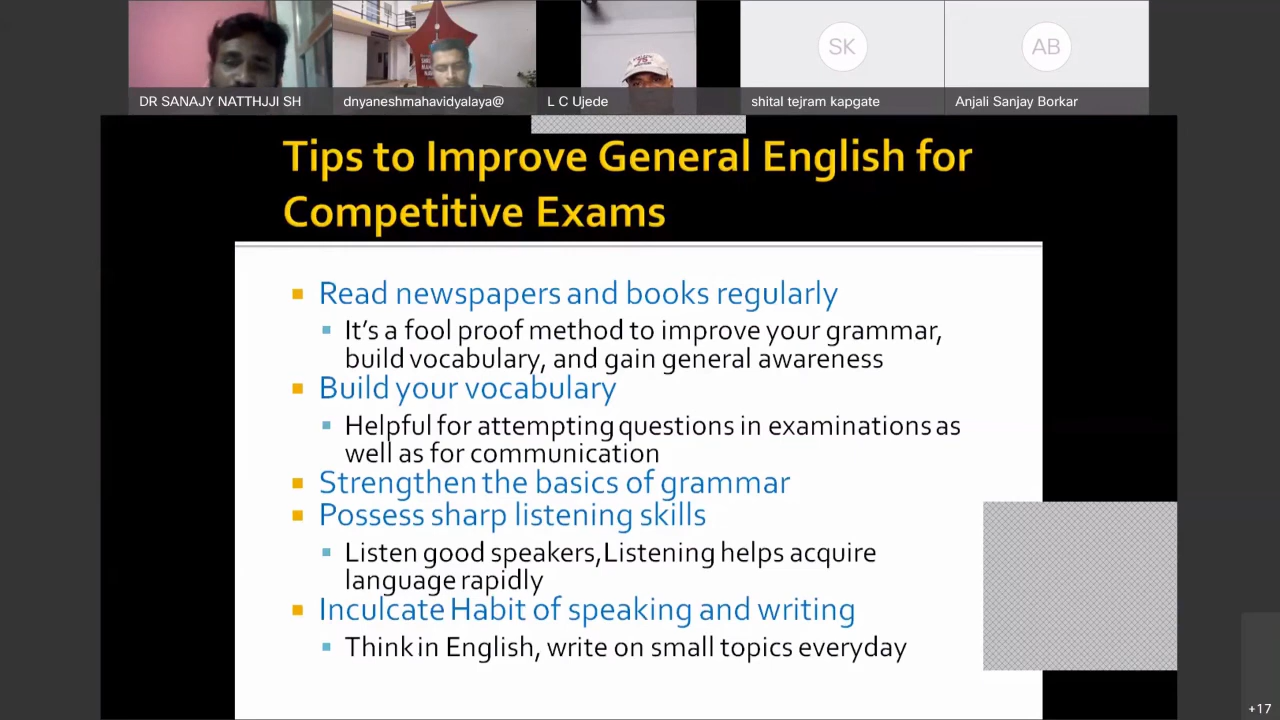 SK
AB
DR SANAJY NATTHJJI SH
dnyaneshmahavidyalaya@
L C Ujede
shital tejram kapgate
Anjali Sanjay Borkar
Tips to Improve General English for
Competitive Exams
Read newspapers and books regularly
It's a fool proof method to improve your grammar,
build vocabulary, and gain general awareness
Build your vocabulary
Helpful for attempting questions in examinations as
well as for communication
Strengthen the basics of grammar
Possess sharp listening skills
Listen good speakers,Listening helps acquire
language rapidly
Inculcate Habit of speaking and writing
Think in English, write on small topics everyday
+17